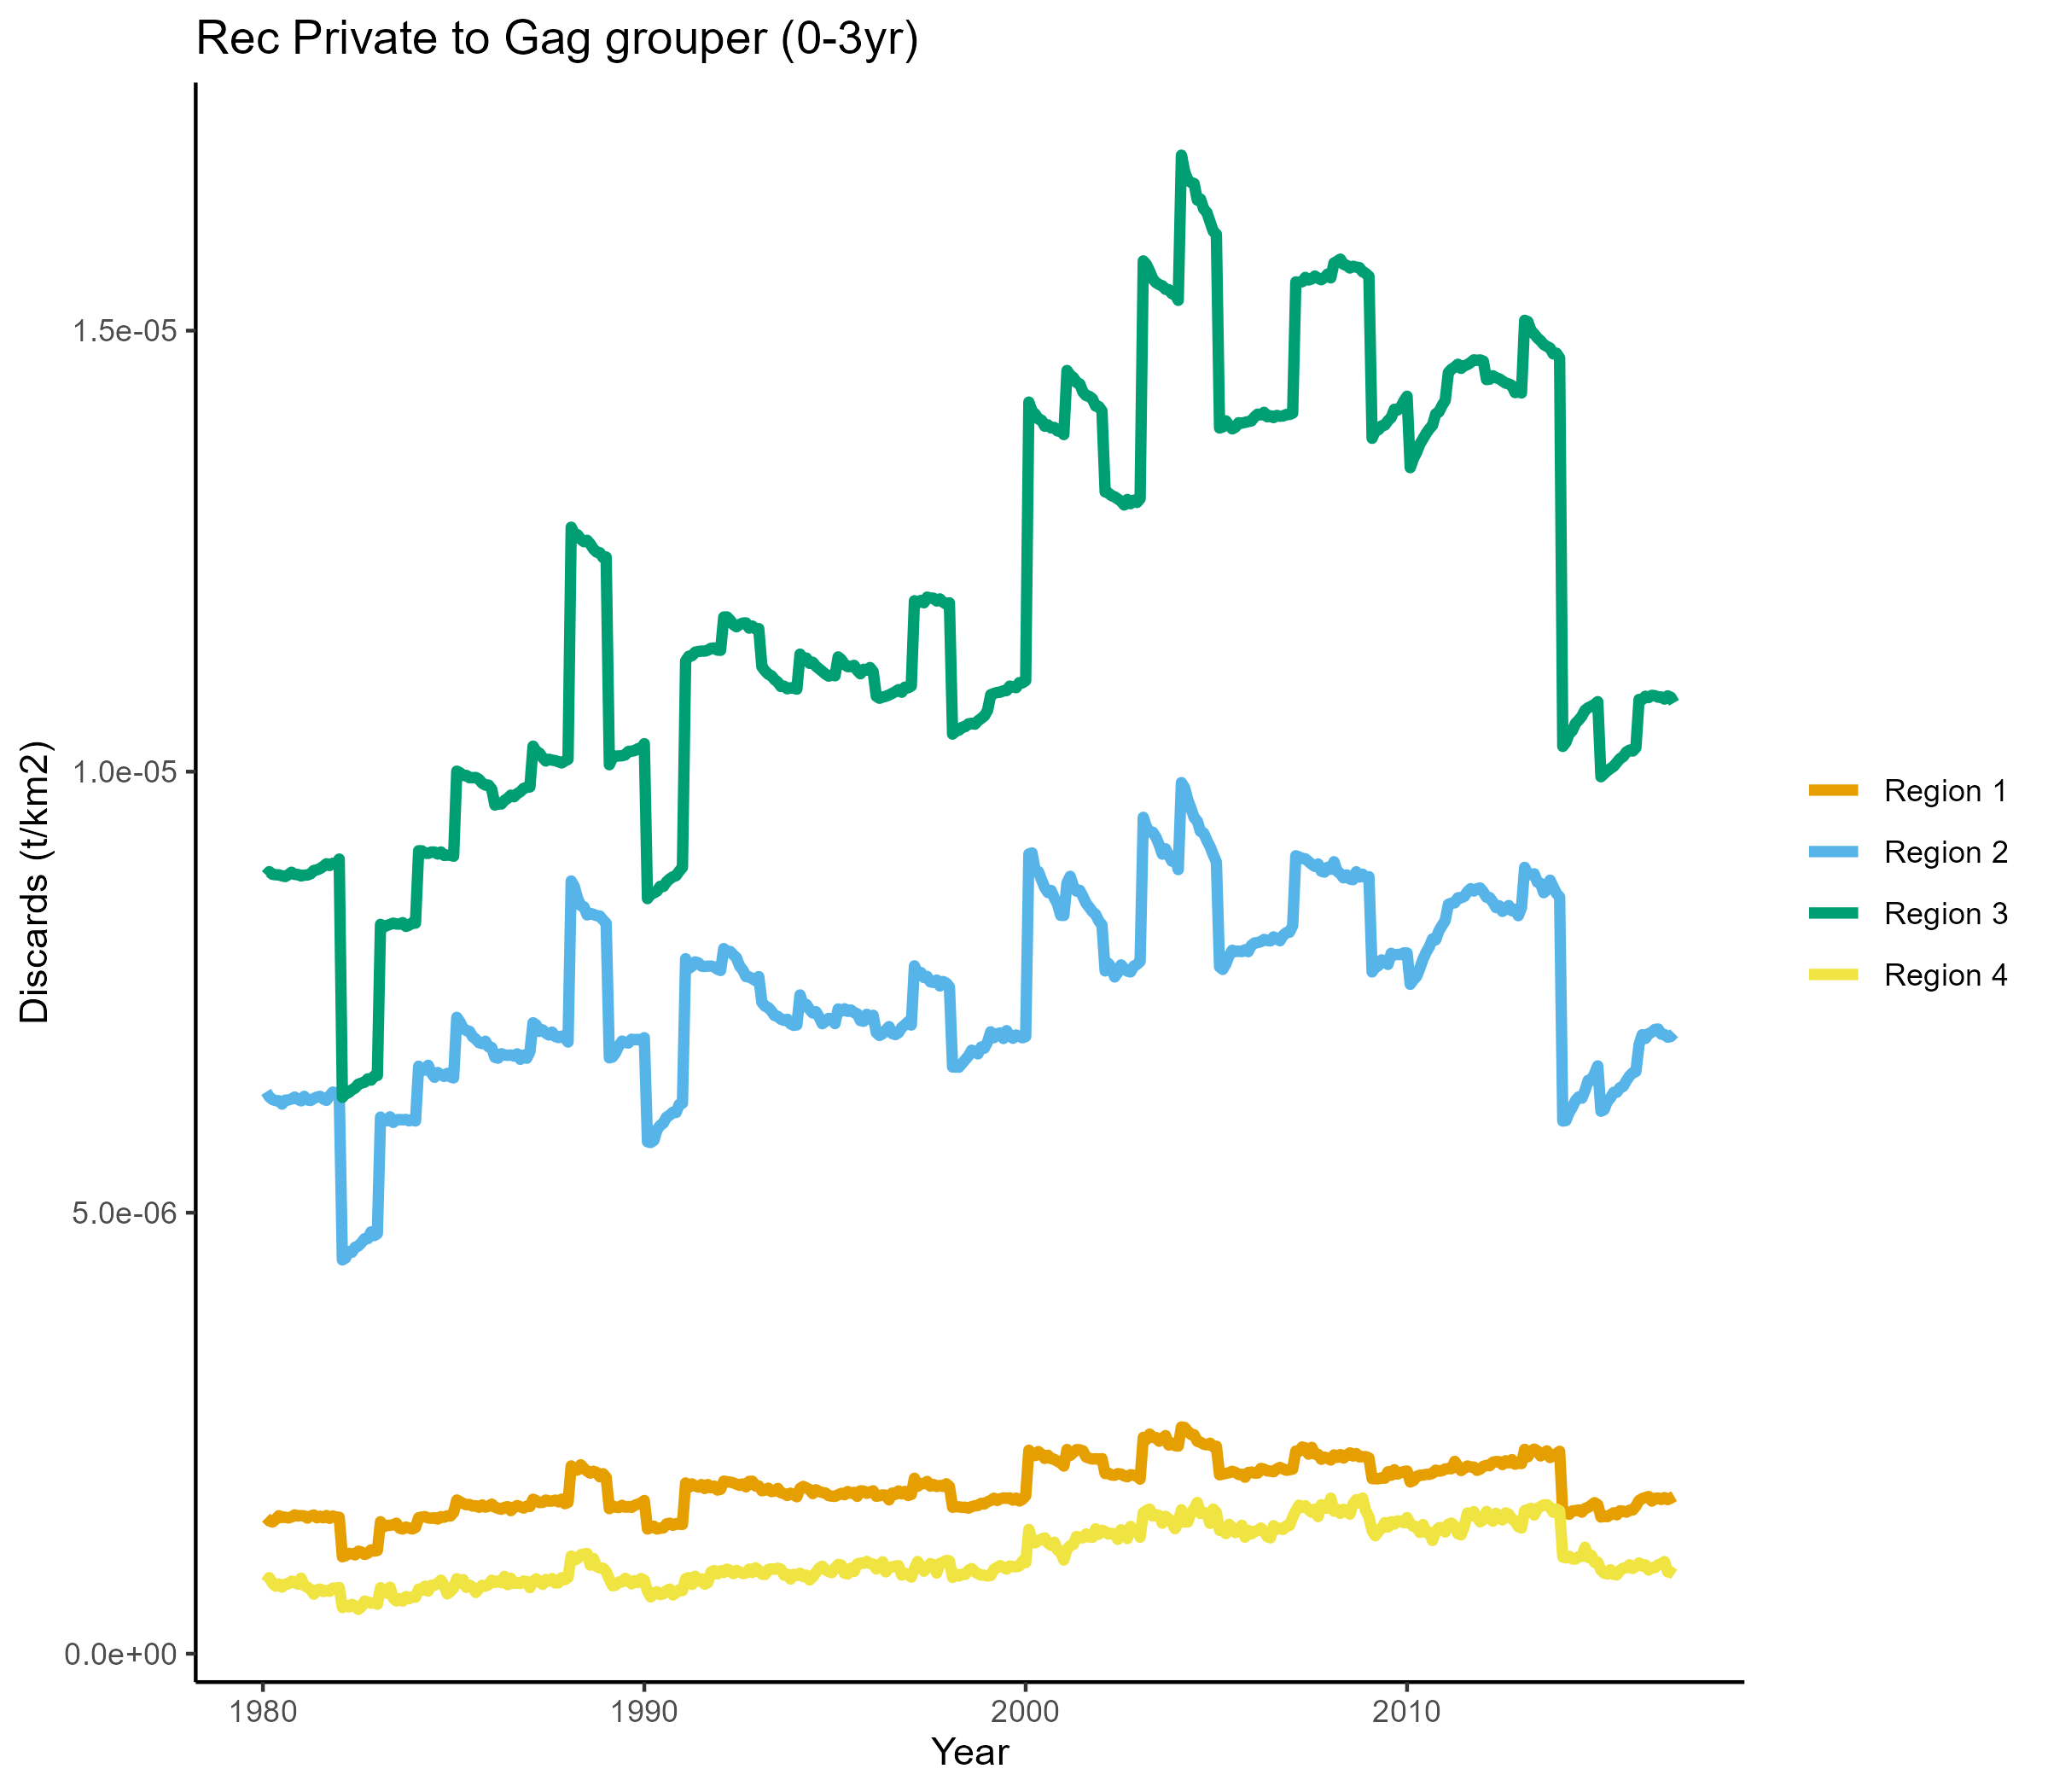 Rec Private to Gag grouper (0-3yr)
Discards (t/km2)
1.5e-05
1.0e-05
5.0e-06
0.0e+00
1980 1990 2000 2010
Year
Region 1
Region 2
Region 3
Region 4